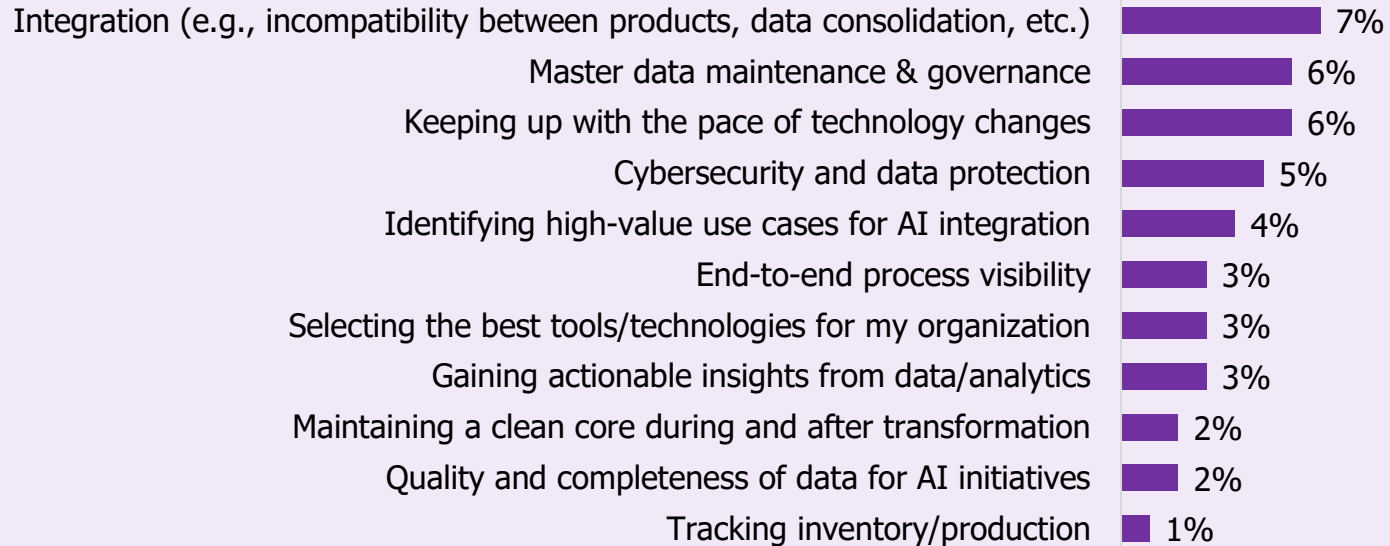 Integration (e.g., incompatibility between products, data consolidation, etc.) 7%
Master data maintenance & governance 6%
Keeping up with the pace of technology changes 6%
Cybersecurity and data protection 5%
Identifying high-value use cases for AI integration 4%
End-to-end process visibility 3%
Selecting the best tools/technologies for my organization 3%
Gaining actionable insights from data/analytics 3%
Maintaining a clean core during and after transformation 2%
Quality and completeness of data for AI initiatives 2%
Tracking inventory/production 1%